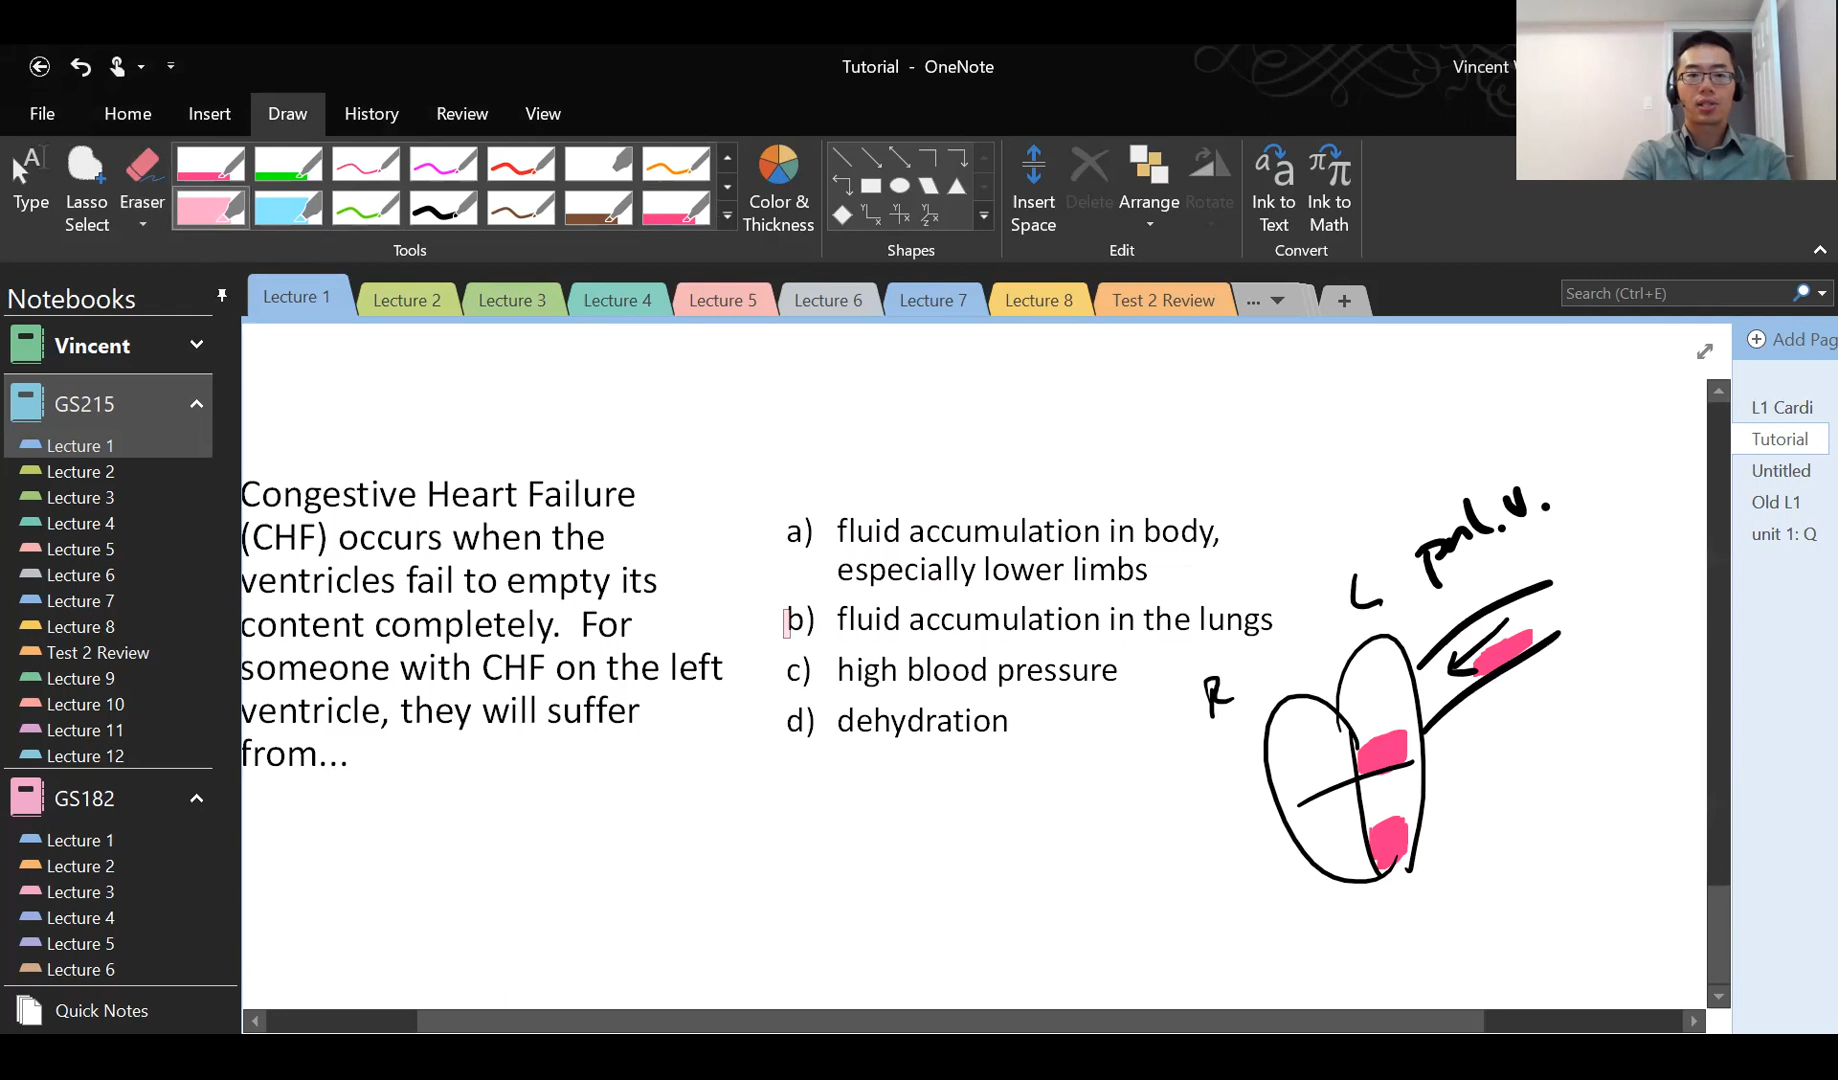 Tutorial - OneNote
Vincent W
File
Home
Insert
Draw
History
Review
View
Type
Lasso Select
Eraser
Tools
Color & Thickness
Shapes
Insert Space
Delete
Arrange
Rotate
Edit
Ink to Text
Ink to Math
Convert
Notebooks
Lecture 1
Lecture 2
Lecture 3
Lecture 4
Lecture 5
Lecture 6
Lecture 7
Lecture 8
Test 2 Review
...
Search (Ctrl+E)
Vincent
GS215
Lecture 1
Lecture 2
Lecture 3
Lecture 4
Lecture 5
Lecture 6
Lecture 7
Lecture 8
Test 2 Review
Lecture 9
Lecture 10
Lecture 11
Lecture 12
GS182
Lecture 1
Lecture 2
Lecture 3
Lecture 4
Lecture 5
Lecture 6
Quick Notes
Congestive Heart Failure
(CHF) occurs when the
ventricles fail to empty its
content completely. For
someone with CHF on the left
ventricle, they will suffer
from...
a) fluid accumulation in body,
especially lower limbs
b) fluid accumulation in the lungs
c) high blood pressure
d) dehydration
R
L
pul. v.
Add Pag
L1 Cardi
Tutorial
Untitled
Old L1
unit 1: Q